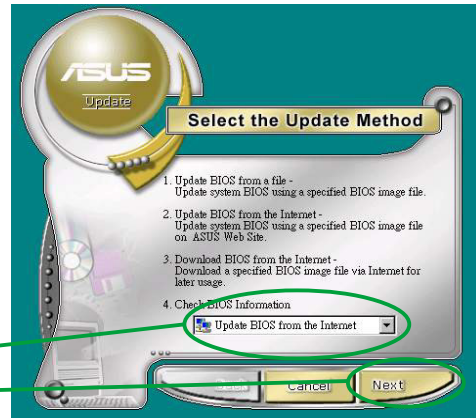 ASUS
Update
Select the Update Method
1. Update BIOS from a file -
Update system BIOS using a specified BIOS image file.
2. Update BIOS from the Internet -
Update system BIOS using a specified BIOS image file
on ASUS Web Site.
3. Download BIOS from the Internet -
Download a specified BIOS image file via Internet for
later usage.
4. Check BIOS Information
Update BIOS from the Internet
Cancel
Next